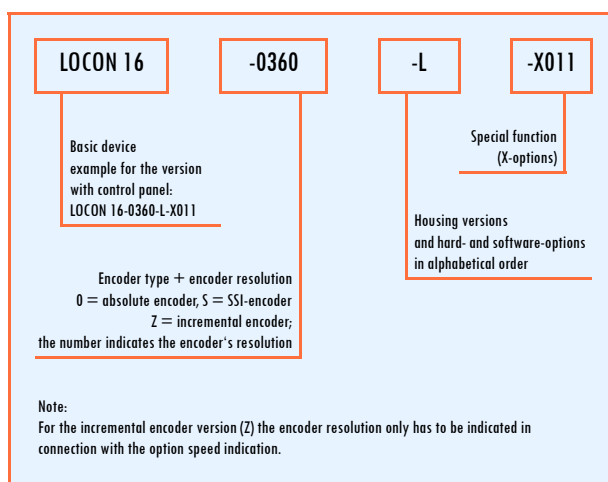 LOCON 16 -0360 -L -X011
Basic device
example for the version
with control panel:
LOCON 16-0360-L-X011
Special function
(X-options)
Housing versions
and hard- and software-options
in alphabetical order
Encoder type + encoder resolution
0 = absolute encoder, S = SSI-encoder
Z = incremental encoder;
the number indicates the encoder's resolution
Note:
For the incremental encoder version (Z) the encoder resolution only has to be indicated in
connection with the option speed indication.